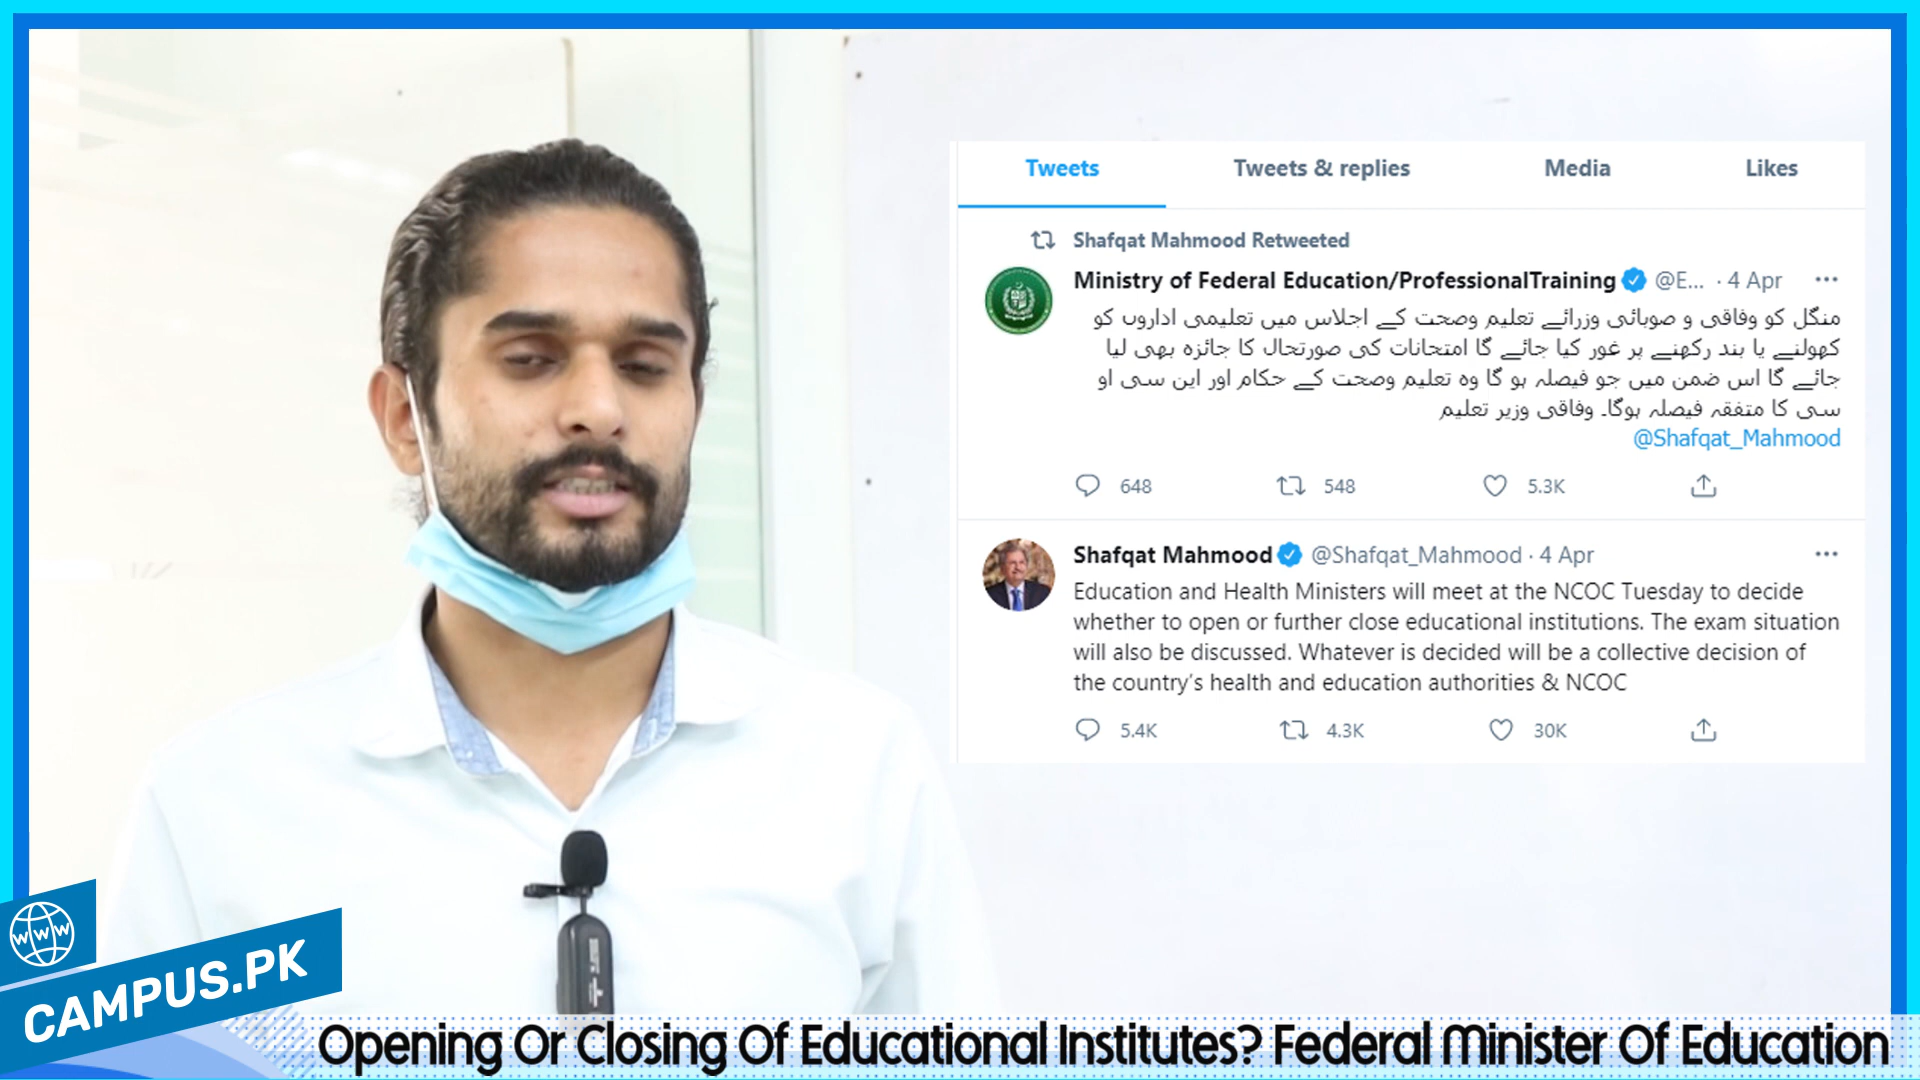 Tweets Tweets & replies Media Likes
Shafqat Mahmood Retweeted
Ministry of Federal Education/ProfessionalTraining @E... · 4 Apr
منگل کو وفاقی و صوبائی وزرائے تعلیم وصحت کے اجلاس میں تعلیمی اداروں کو
کھولنے یا بند رکھنے پر غور کیا جائے گا امتحانات کی صورتحال کا جائزہ بھی لیا
جائے گا اس ضمن میں جو فیصلہ ہو گا وہ تعلیم وصحت کے حکام اور این سی او
سی کا متفقہ فیصلہ ہوگا۔ وفاقی وزیر تعلیم
@Shafqat_Mahmood
648 548 5.3K
Shafqat Mahmood @Shafqat_Mahmood · 4 Apr
Education and Health Ministers will meet at the NCOC Tuesday to decide
whether to open or further close educational institutions. The exam situation
will also be discussed. Whatever is decided will be a collective decision of
the country's health and education authorities & NCOC
5.4K 4.3K 30K
WWW
CAMPUS.PK
Opening Or Closing Of Educational Institutes? Federal Minister Of Education